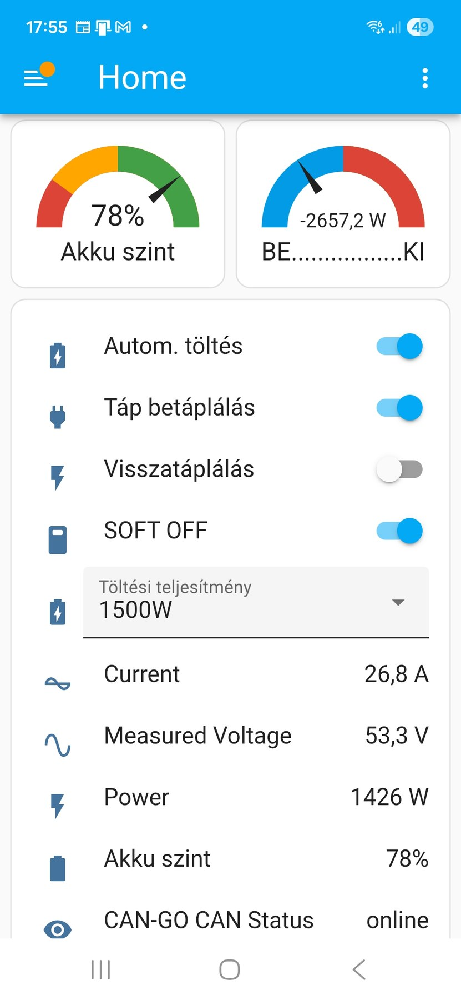 17:55
49
Home
78%
Akku szint
-2657,2 W
BE.................KI
Autom. töltés
Táp betáplálás
Visszatáplálás
SOFT OFF
Töltési teljesítmény
1500W
Current 26,8 A
Measured Voltage 53,3 V
Power 1426 W
Akku szint 78%
CAN-GO CAN Status online